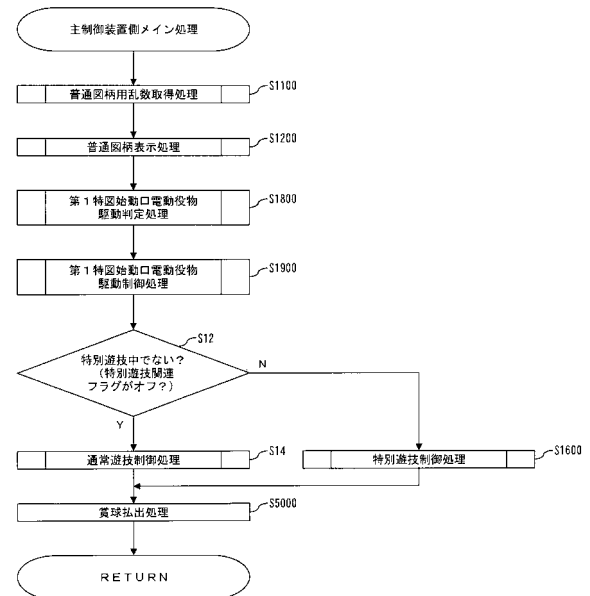 主制御装置側メイン処理
普通図柄用乱数取得処理
S1100
普通図柄表示処理
S1200
第1特図始動口電動役物
駆動判定処理
S1800
第1特図始動口電動役物
駆動制御処理
S1900
S12
特別遊技中でない?
(特別遊技関連
フラグがオフ?)
N
Y
通常遊技制御処理
S14
特別遊技制御処理
S1600
賞球払出処理
S5000
RETURN